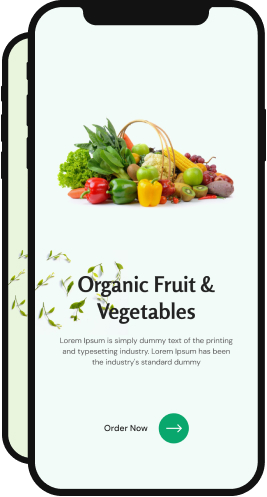 Organic Fruit &
Vegetables
Lorem Ipsum is simply dummy text of the printing
and typesetting industry. Lorem Ipsum has been
the industry's standard dummy
Order Now